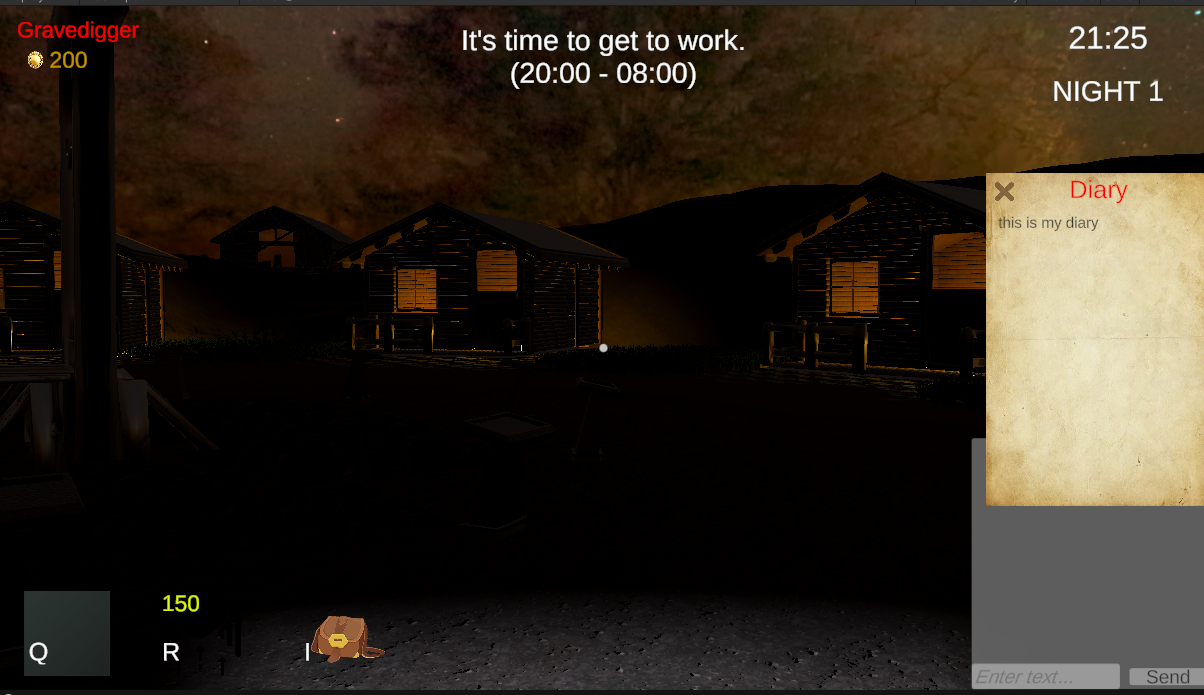 Gravedigger
200
It's time to get to work.
(20:00 - 08:00)
21:25
NIGHT 1
Diary
this is my diary
150
Q
R
I
Enter text...
Send